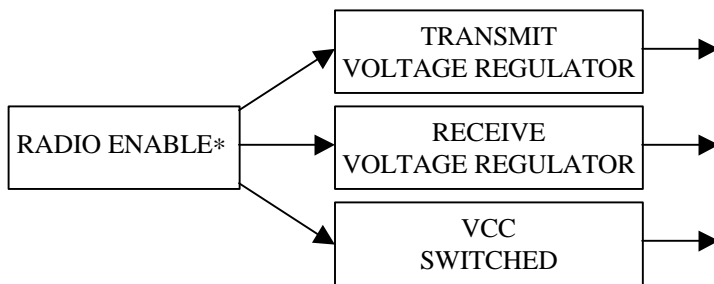 TRANSMIT
VOLTAGE REGULATOR
RADIO ENABLE*
RECEIVE
VOLTAGE REGULATOR
VCC
SWITCHED